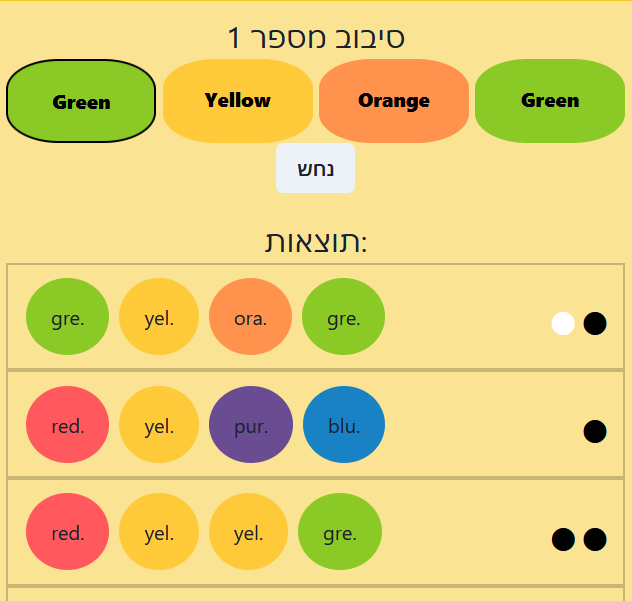 סיבוב מספר 1
Green Yellow Orange Green
נחש
תוצאות:
gre. yel. ora. gre.
red. yel. pur. blu.
red. yel. yel. gre.